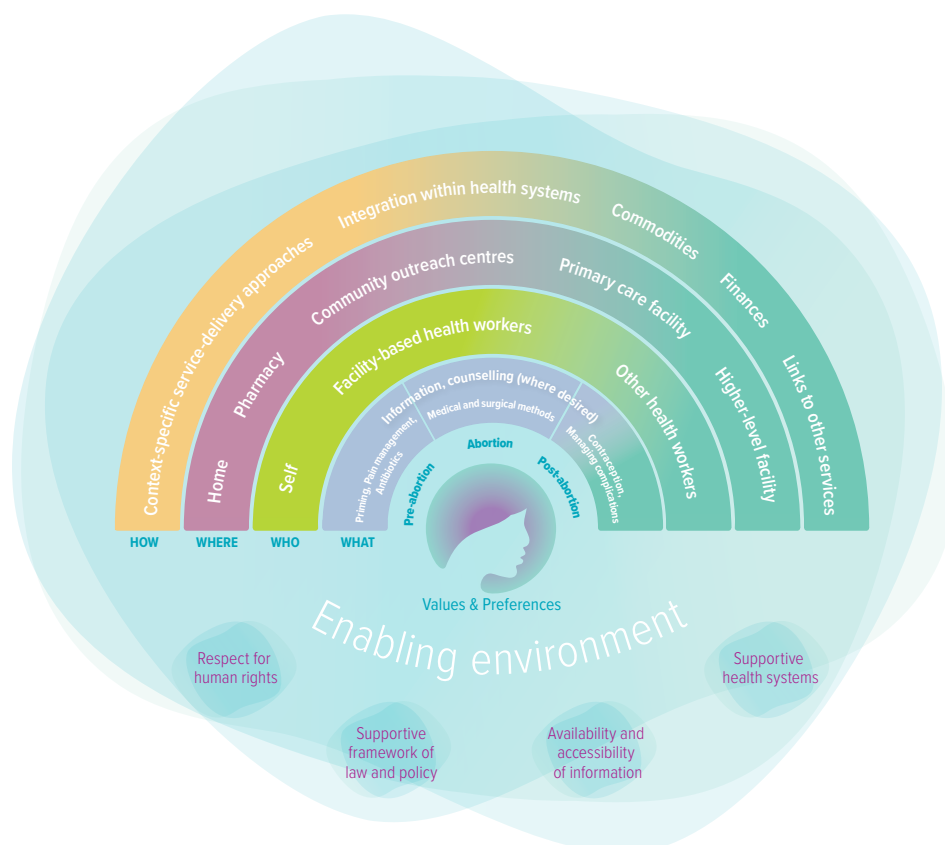 Context-specific service-delivery approaches
Integration within health systems
Commodities
Finances
Links to other services
Home
Pharmacy
Community outreach centres
Primary care facility
Higher-level facility
Self
Facility-based health workers
Other health workers
Information, counselling (where desired)
Priming, Pain management,
Antibiotics
Medical and surgical methods
Contraception,
Managing complications
Pre-abortion
Abortion
Post-abortion
HOW
WHERE
WHO
WHAT
Values & Preferences
Enabling environment
Respect for
human rights
Supportive
framework of
law and policy
Availability and
accessibility
of information
Supportive
health systems